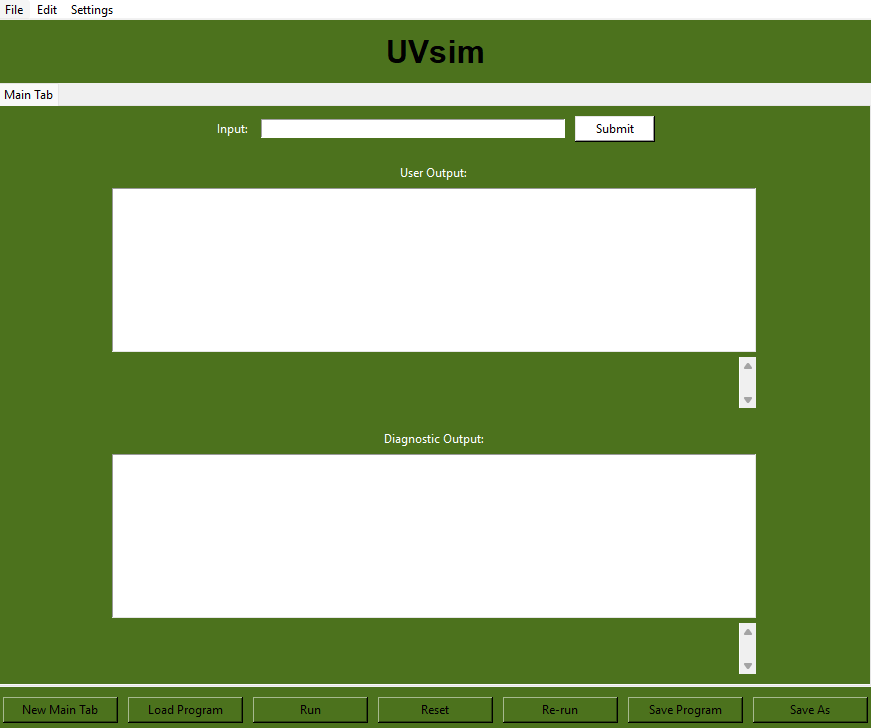 File Edit Settings
UVsim
Main Tab
Input: Submit
User Output:
Diagnostic Output:
New Main Tab Load Program Run Reset Re-run Save Program Save As